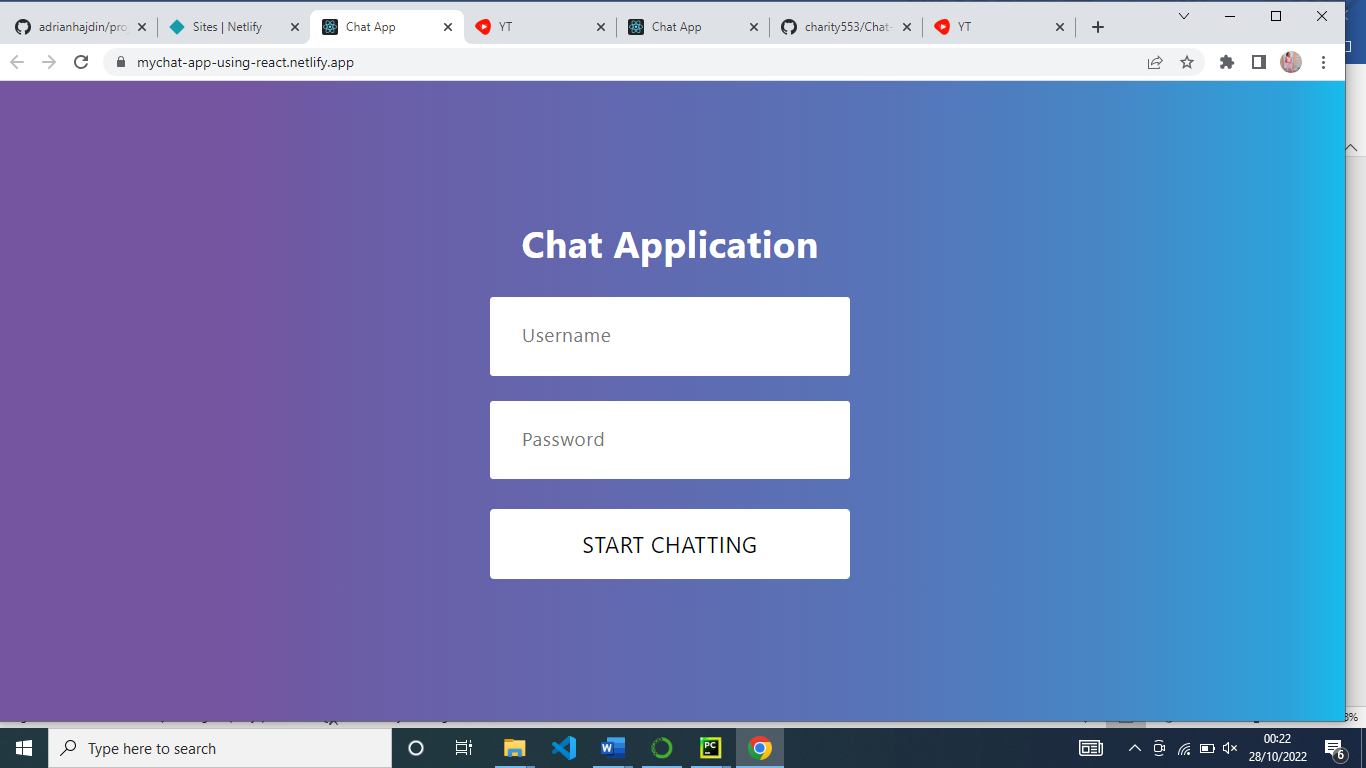 adrianhajdin/pro
Sites | Netlify
Chat App
YT
Chat App
charity553/Chat-
YT
mychat-app-using-react.netlify.app
Chat Application
Username
Password
START CHATTING
Type here to search
PC
00:22
28/10/2022
6